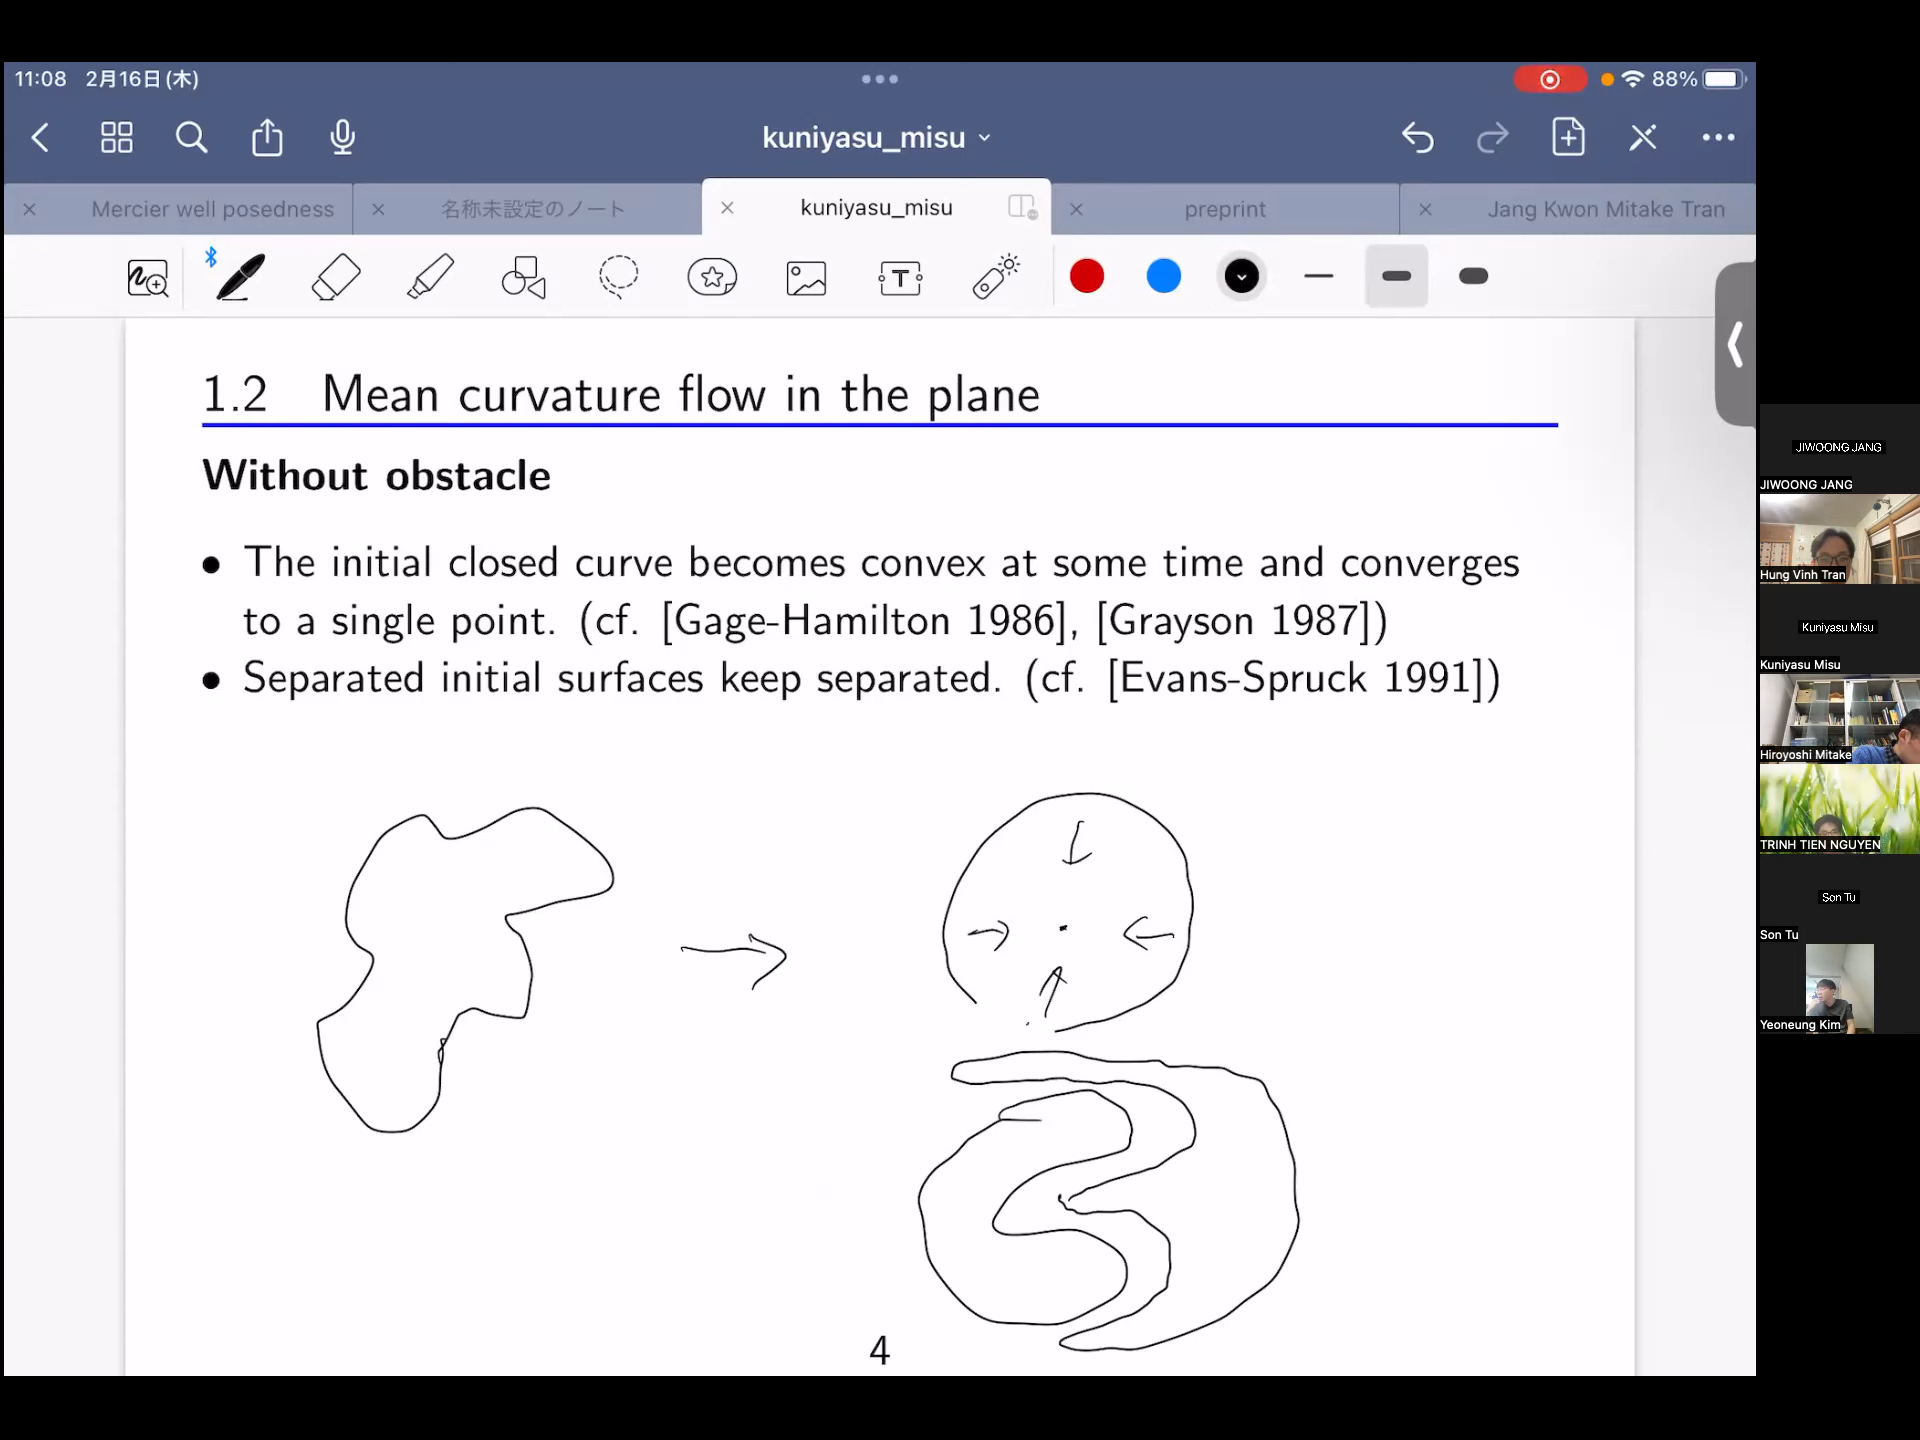 11:08 2月16日(木)
88%
kuniyasu_misu
Mercier well posedness
名称未設定のノート
kuniyasu_misu
preprint
Jang Kwon Mitake Tran
T
1.2 Mean curvature flow in the plane
Without obstacle
• The initial closed curve becomes convex at some time and converges
to a single point. (cf. [Gage-Hamilton 1986], [Grayson 1987])
• Separated initial surfaces keep separated. (cf. [Evans-Spruck 1991])
4
JIWOONG JANG
JIWOONG JANG
Hung Vinh Tran
Kuniyasu Misu
Kuniyasu Misu
Hiroyoshi Mitake
TRINH TIEN NGUYEN
Son Tu
Son Tu
Yeoneung Kim